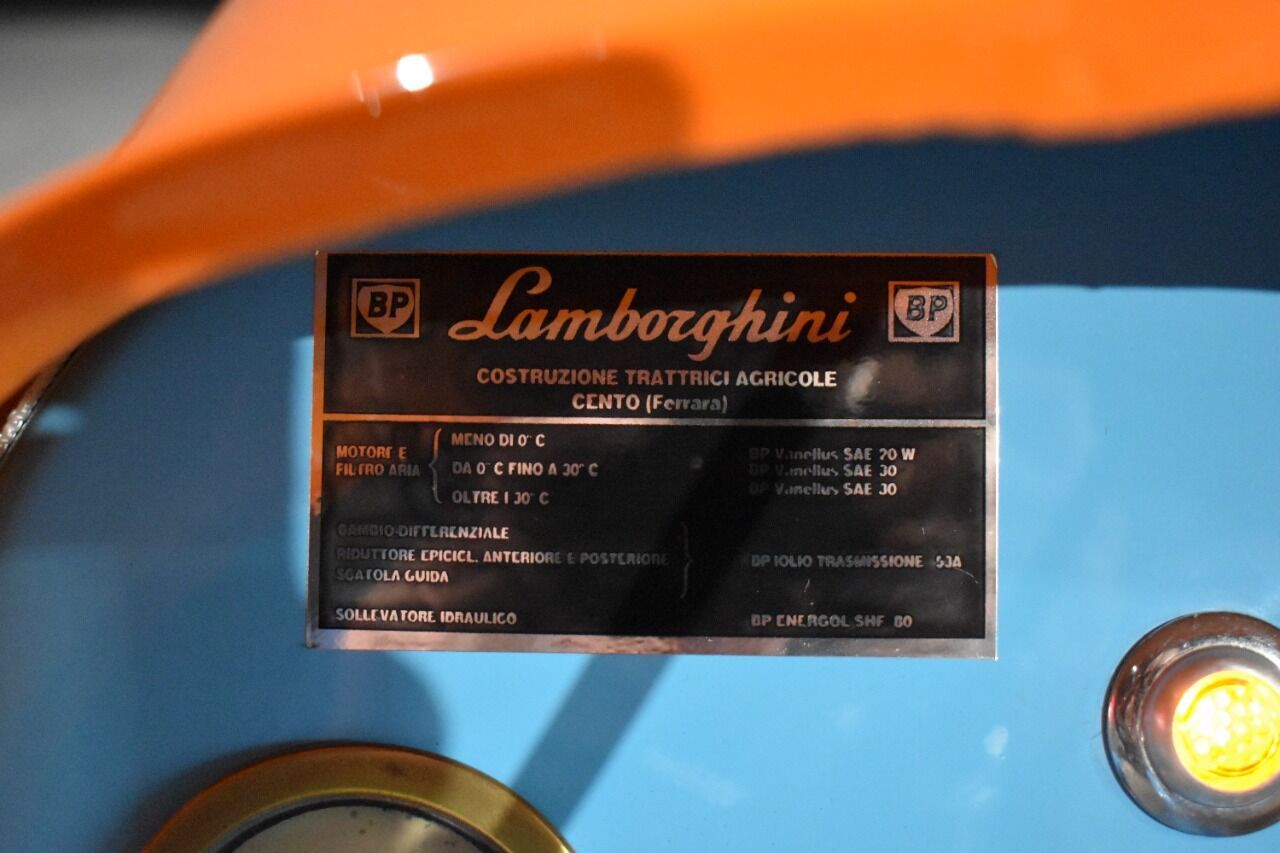 BP Lamborghini BP
COSTRUZIONE TRATTRICI AGRICOLE
CENTO (Ferrara)
MOTORE E
FILTRO ARIA
MENO DI 0° C
DA 0° C FINO A 30° C
OLTRE I 30° C
BP Vanellus SAE 20 W
BP Vanellus SAE 30
BP Vanellus SAE 30
CAMBIO-DIFFERENZIALE
RIDUTTORE EPICICL. ANTERIORE E POSTERIORE
SCATOLA GUIDA
BP IOLIO TRASMISSIONE
SOLLEVATORE IDRAULICO
BP ENERGOL SHF 80